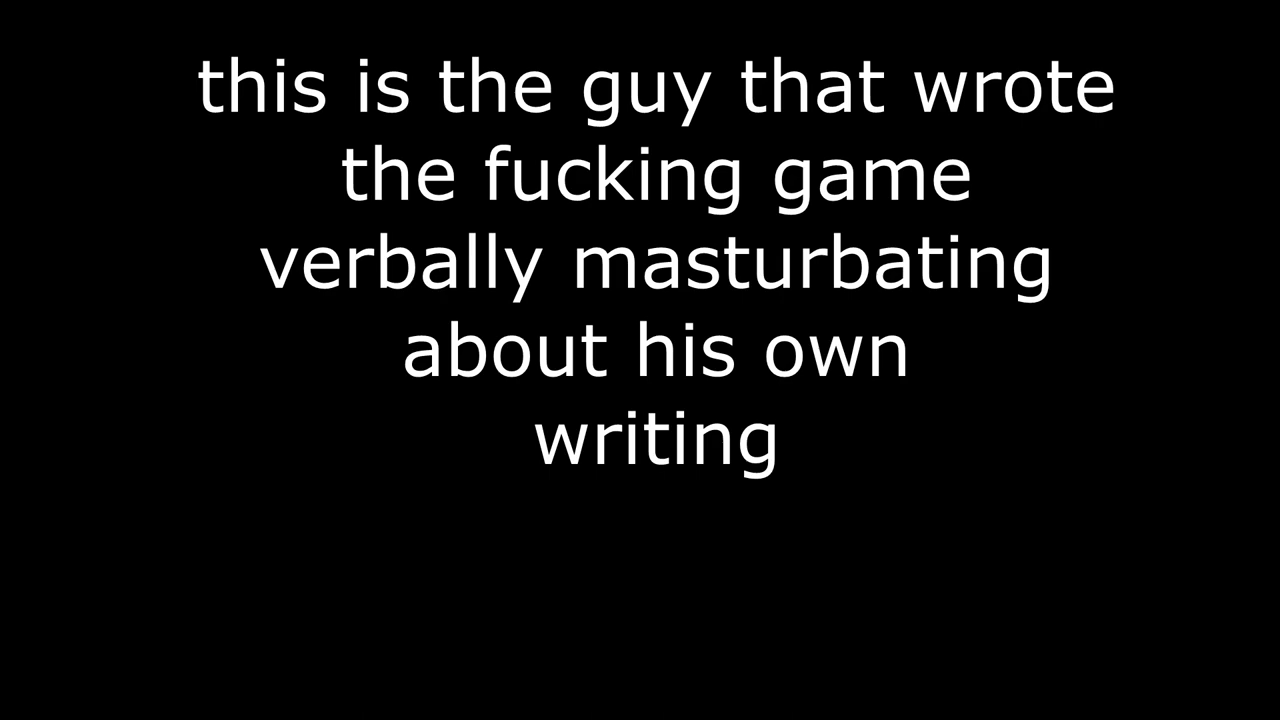 this is the guy that wrote
the fucking game
verbally masturbating
about his own
writing